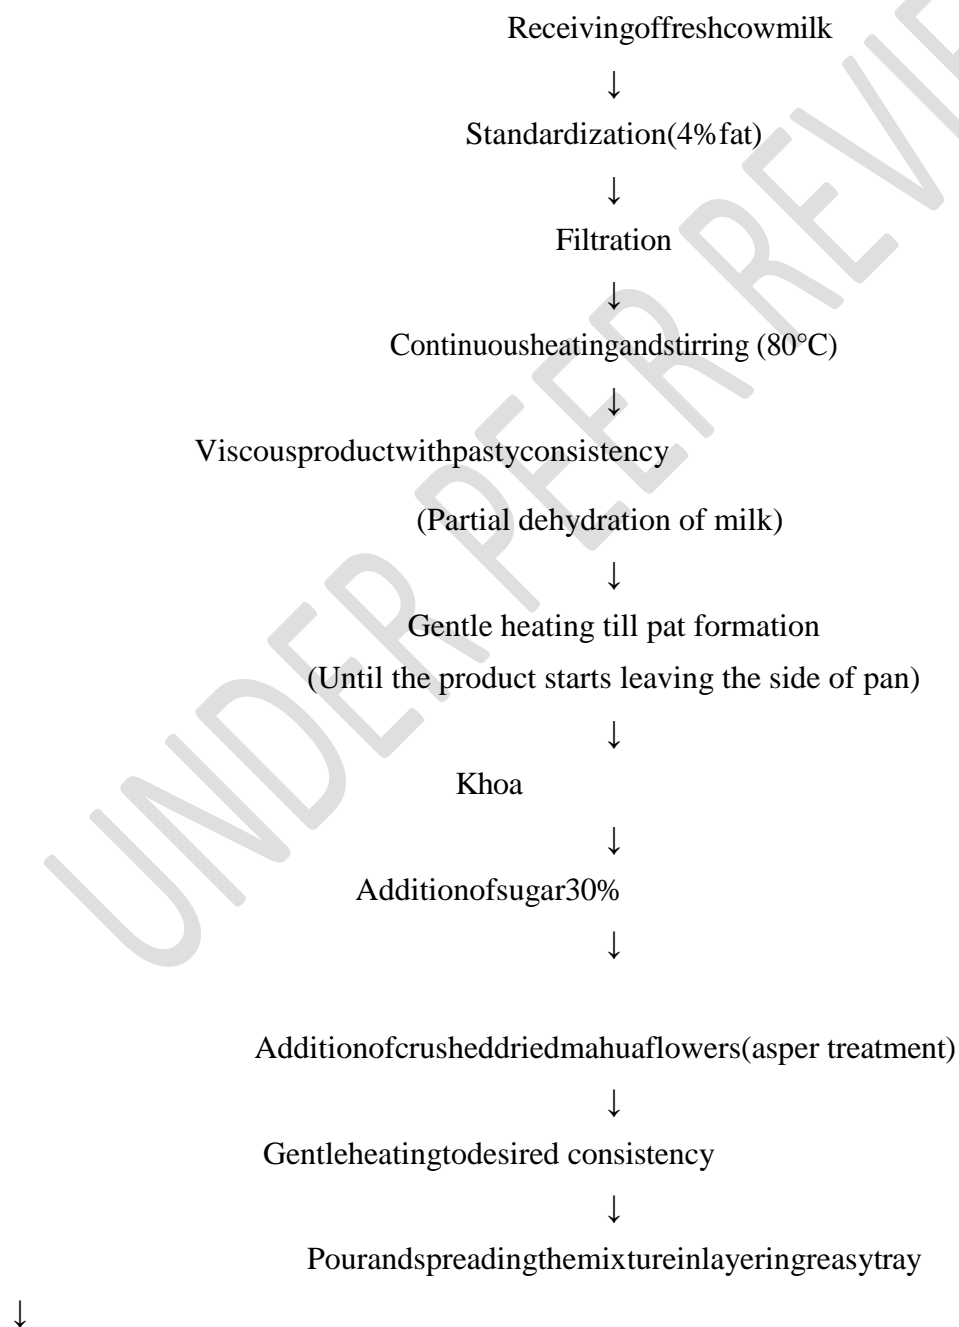 Receivingoffreshcowmilk
↓
Standardization(4%fat)
↓
Filtration
↓
Continuousheatingandstirring (80°C)
↓
Viscousproductwithpastyconsistency
(Partial dehydration of milk)
↓
Gentle heating till pat formation
(Until the product starts leaving the side of pan)
↓
Khoa
↓
Additionofsugar30%
↓
Additionofcrusheddriedmahuaflowers(asper treatment)
↓
Gentleheatingtodesired consistency
↓
Pourandspreadingthemixtureinlayeringreasytray
↓
UNDER PEER REVIE